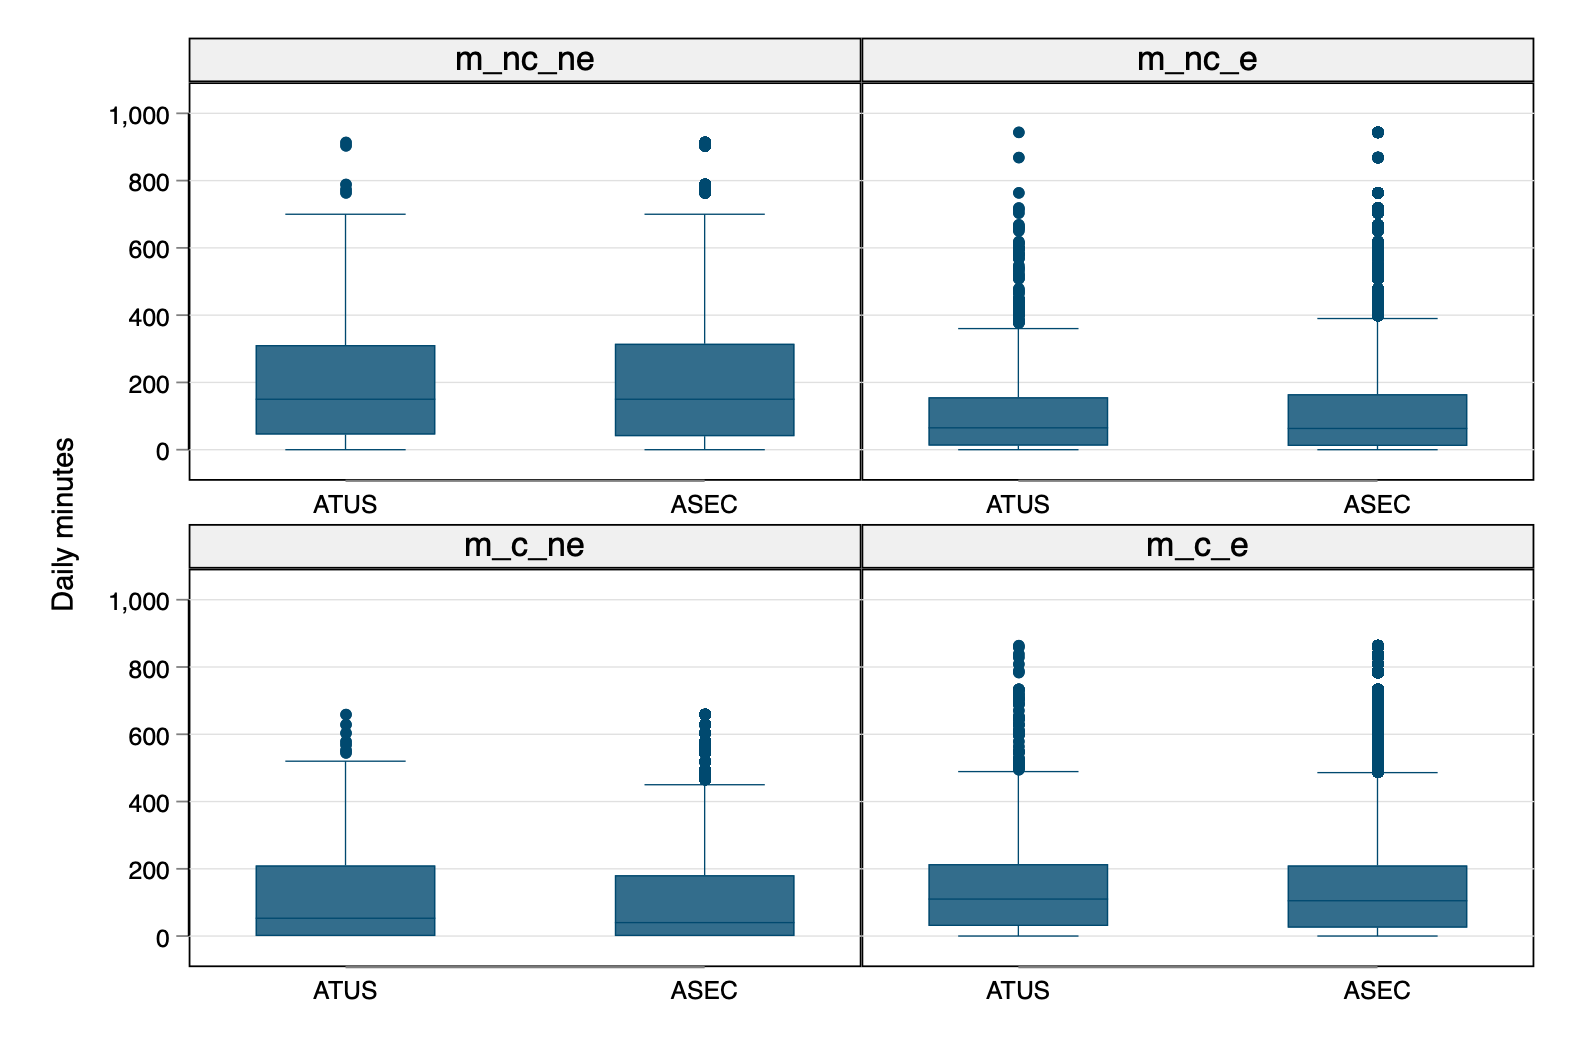 m_nc_ne
m_nc_e
1,000
800
600
400
200
0
ATUS
ASEC
ATUS
ASEC
Daily minutes
m_c_ne
m_c_e
1,000
800
600
400
200
0
ATUS
ASEC
ATUS
ASEC